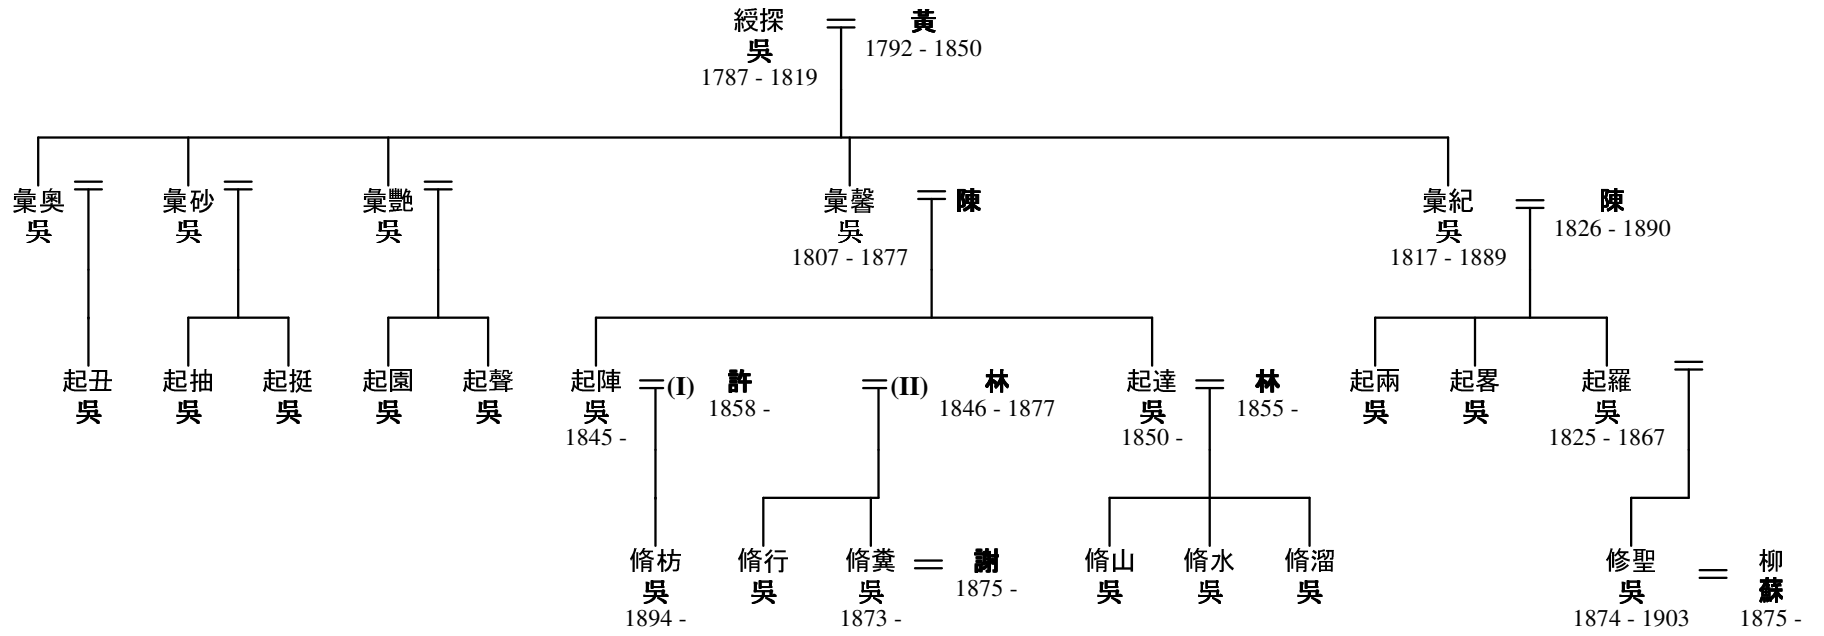 綬探
吳
1787 - 1819
黃
1792 - 1850
彙奧
吳
彙砂
吳
彙艷
吳
彙馨
吳
1807 - 1877
陳
彙紀
吳
1817 - 1889
陳
1826 - 1890
起丑
吳
起抽
吳
起挺
吳
起園
吳
起聲
吳
起陣
吳
1845 -
(I)
許
1858 -
(II)
林
1846 - 1877
起達
吳
1850 -
林
1855 -
起兩
吳
起畧
吳
起羅
吳
1825 - 1867
脩枋
吳
1894 -
脩行
吳
脩糞
吳
1873 -
謝
1875 -
脩山
吳
脩水
吳
脩溜
吳
修聖
吳
1874 - 1903
柳
蘇
1875 -